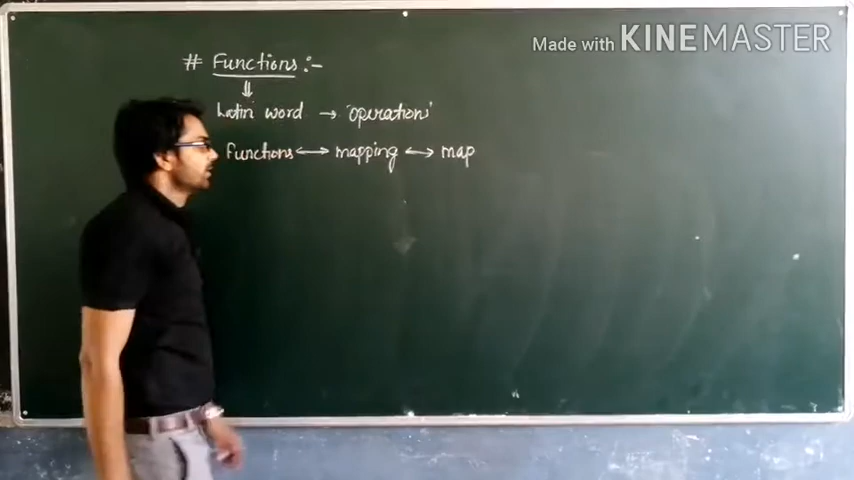 Made with KINEMASTER
# Functions :-
⇓
Latin word → 'operation'
Functions ↔ mapping ↔ map